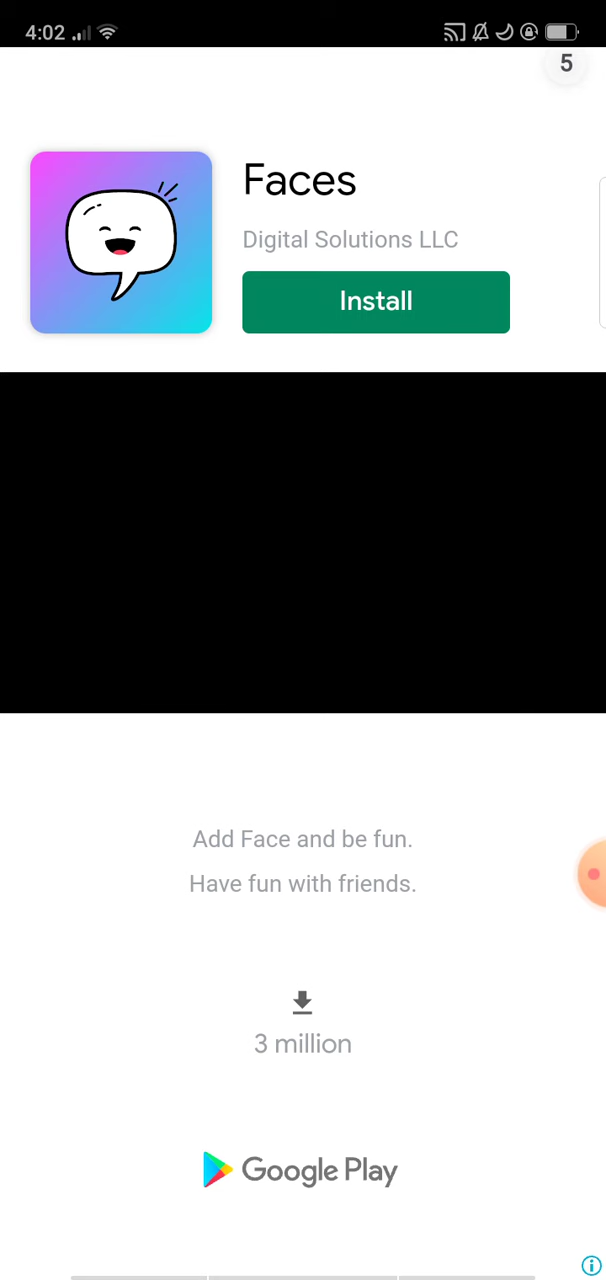 4:02
5
Faces
Digital Solutions LLC
Install
Add Face and be fun.
Have fun with friends.
3 million
Google Play